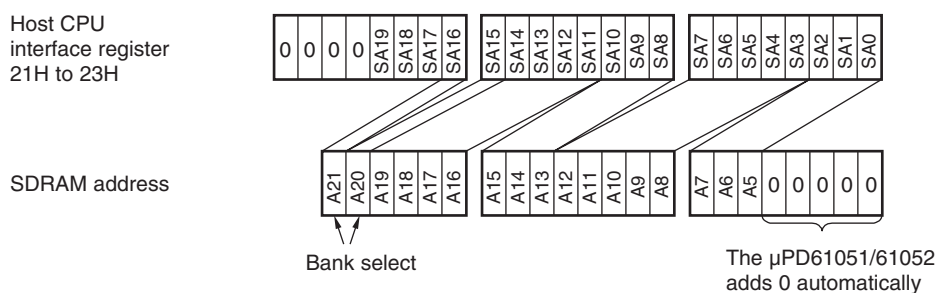 Host CPU
interface register
21H to 23H
0 0 0 0 SA19 SA18 SA17 SA16 SA15 SA14 SA13 SA12 SA11 SA10 SA9 SA8 SA7 SA6 SA5 SA4 SA3 SA2 SA1 SA0
SDRAM address
A21 A20 A19 A18 A17 A16 A15 A14 A13 A12 A11 A10 A9 A8 A7 A6 A5 0 0 0 0 0
Bank select
The µPD61051/61052
adds 0 automatically